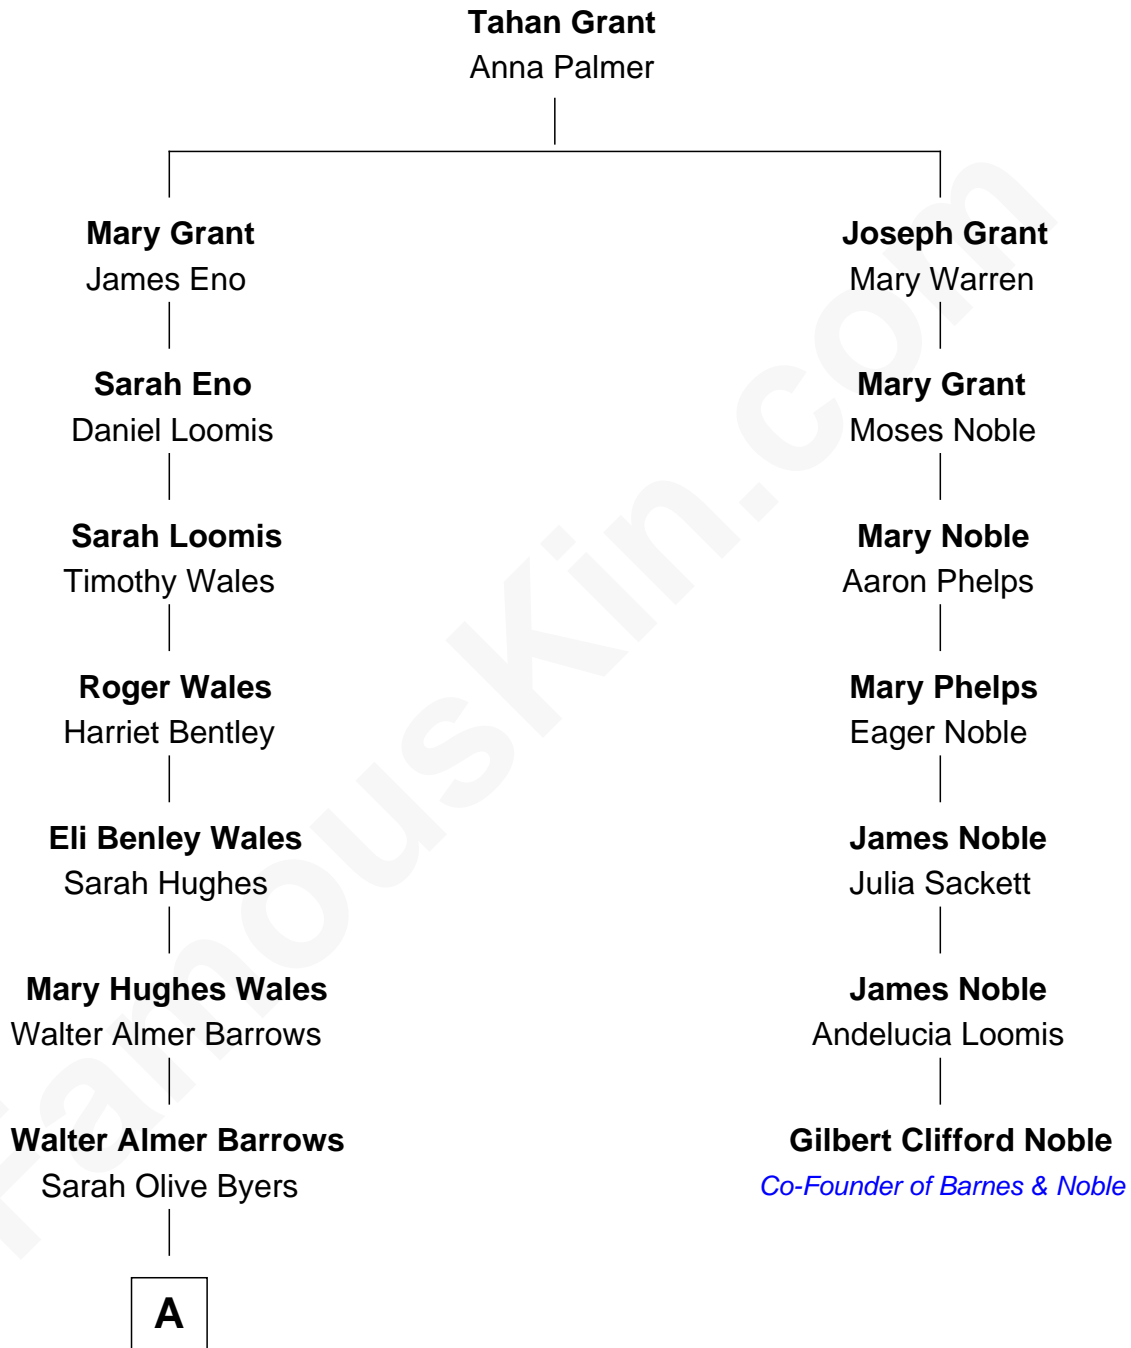 Tahan Grant
Anna Palmer
Mary Grant
James Eno
Sarah Eno
Daniel Loomis
Sarah Loomis
Timothy Wales
Roger Wales
Harriet Bentley
Eli Benley Wales
Sarah Hughes
Mary Hughes Wales
Walter Almer Barrows
Walter Almer Barrows
Sarah Olive Byers
A
Joseph Grant
Mary Warren
Mary Grant
Moses Noble
Mary Noble
Aaron Phelps
Mary Phelps
Eager Noble
James Noble
Julia Sackett
James Noble
Andelucia Loomis
Gilbert Clifford Noble
Co-Founder of Barnes & Noble
FamousKin.com